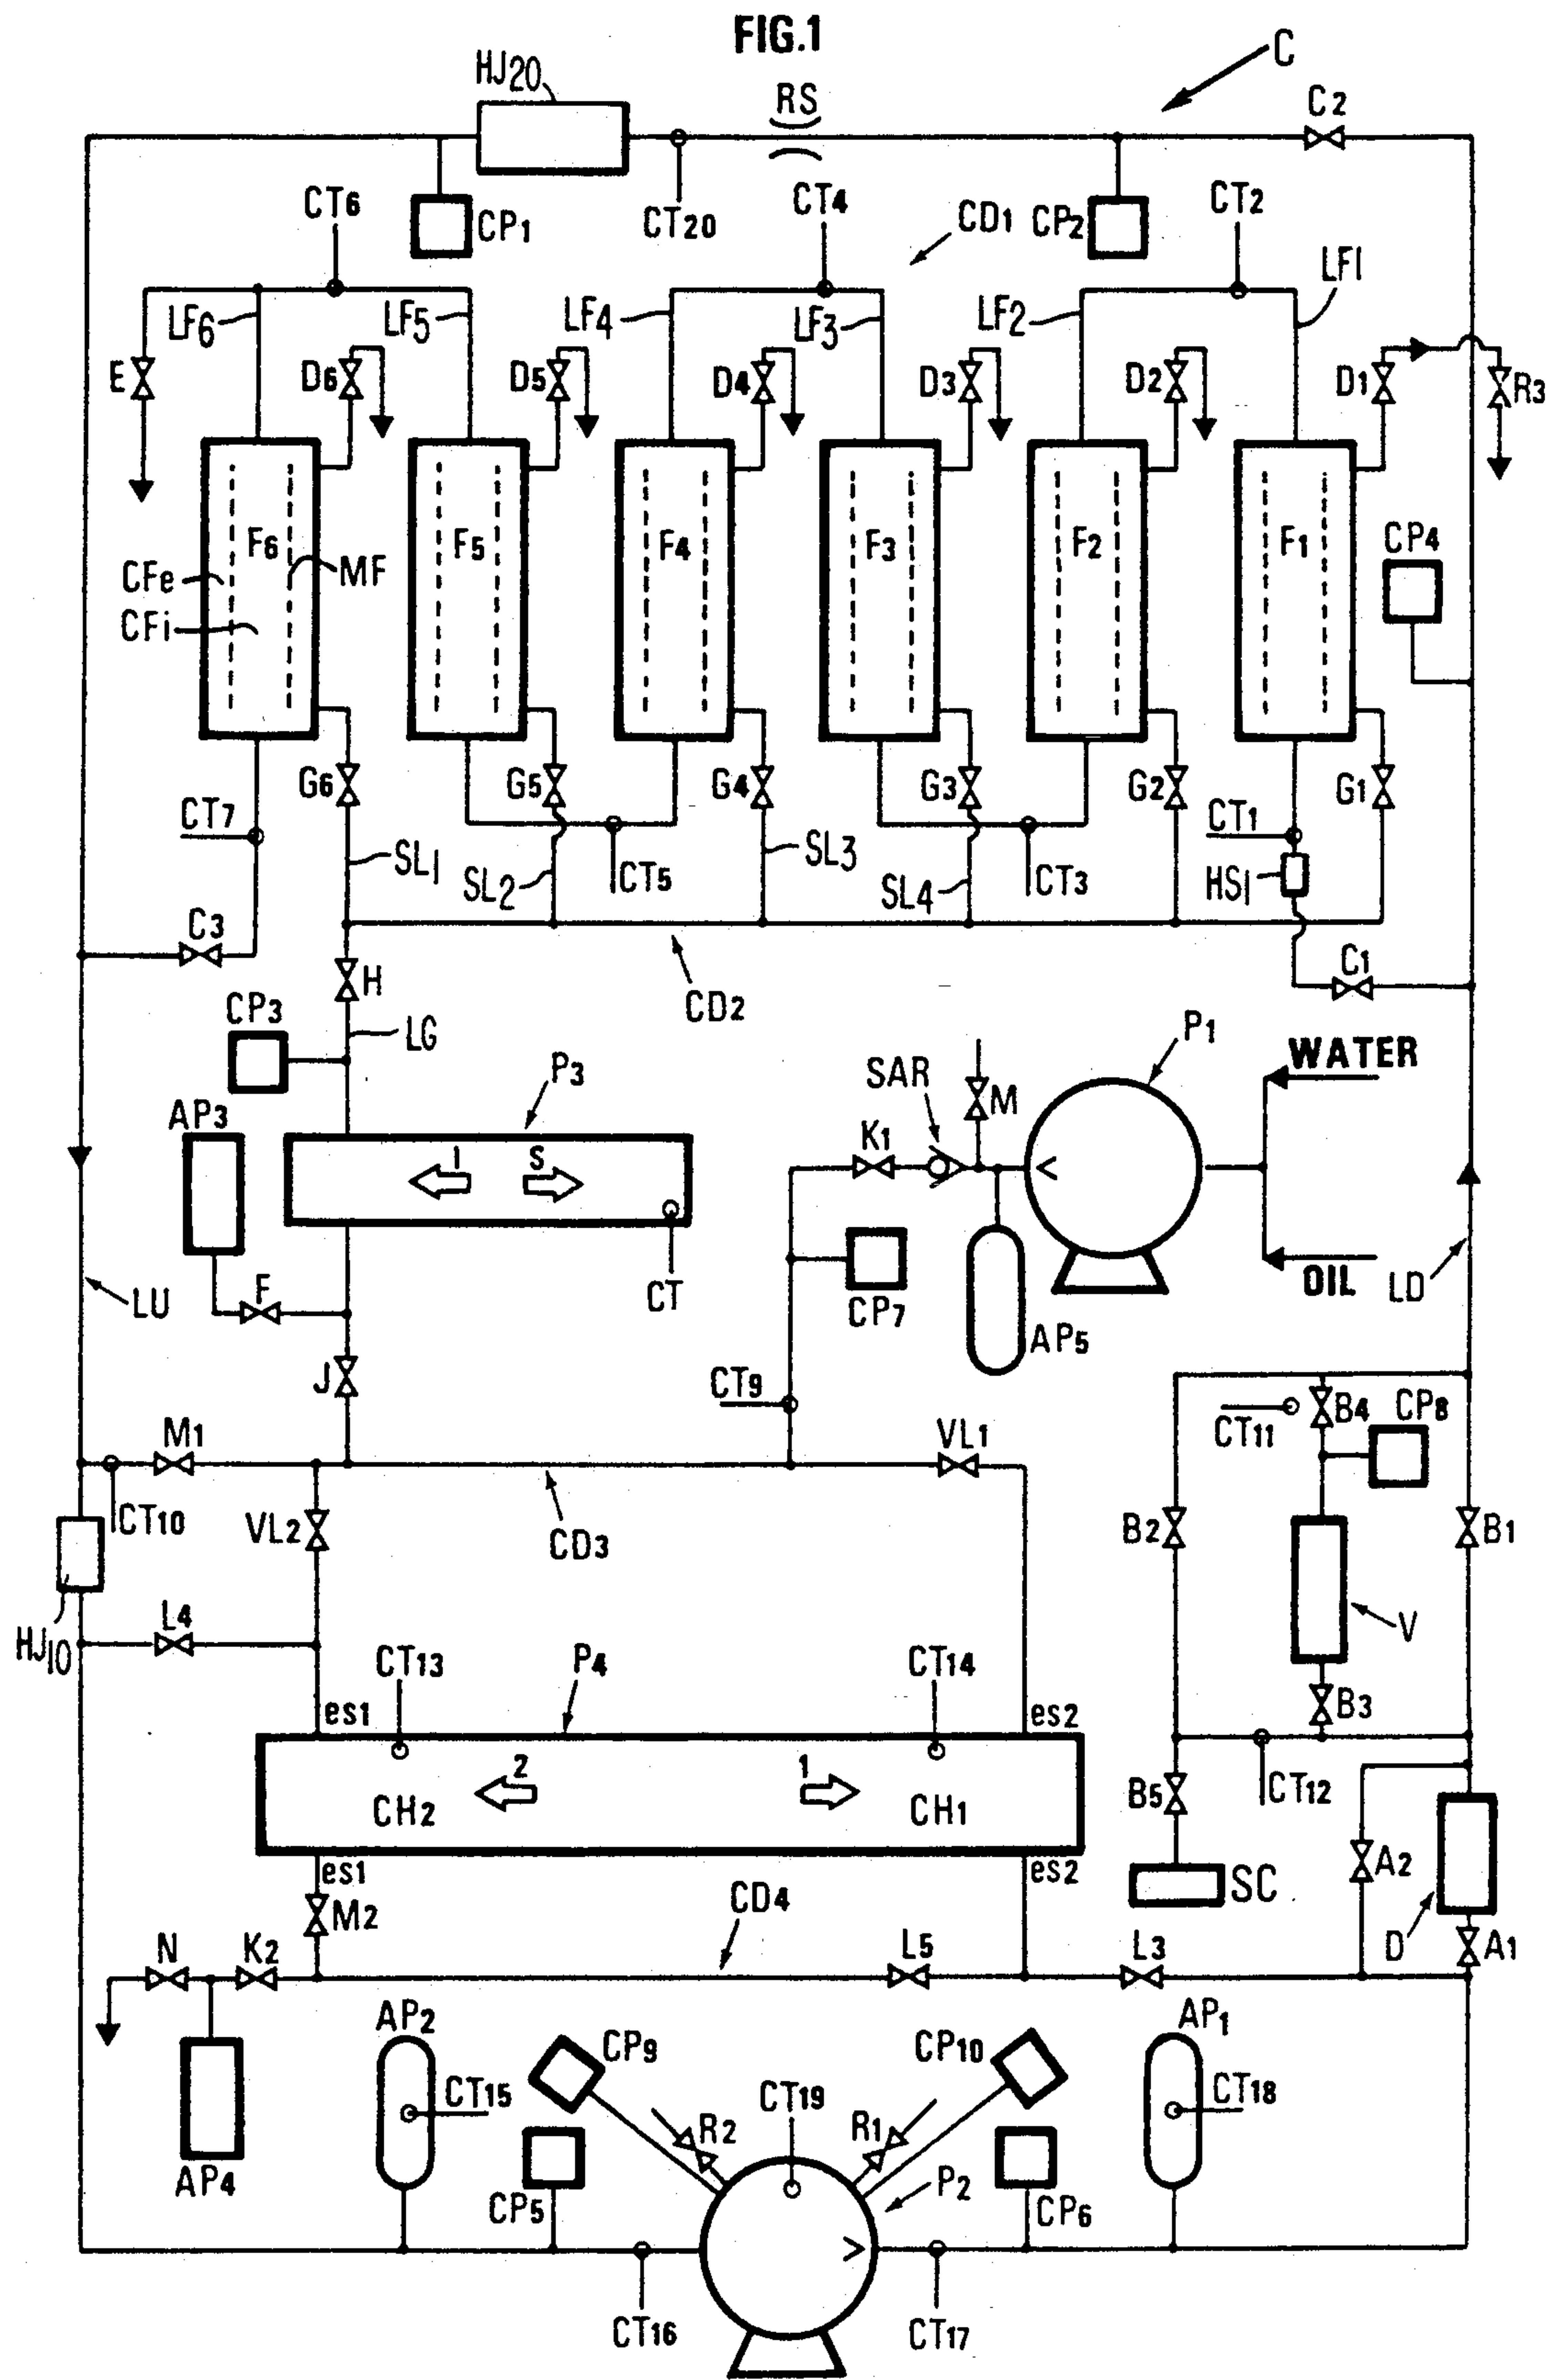 FIG.1
HJ20
RS
C
C2
CT6
CP1
CT20
CT4
CD1
CP2
CT2
LF1
LF6
LF5
LF4
LF3
LF2
E
D6
D5
D4
D3
D2
D1
R3
F6
F5
F4
F3
F2
F1
CP4
CFe
MF
CFi
G6
G5
G4
G3
G2
G1
CT7
SL1
SL2
CT5
SL3
SL4
CT3
CT1
HS1
C3
H
CD2
C1
CP3
LG
P3
SAR
M
P1
WATER
AP3
K1
I
S
CT
CP7
AP5
OIL
LD
LU
F
J
CT9
CT11
B4
CP8
M1
VL1
CT10
VL2
CD3
B2
B1
HJ10
L4
V
CT13
P4
CT14
B3
es1
es2
2
1
CH2
CH1
B5
CT12
es1
es2
SC
A2
M2
CD4
D
A1
N
K2
L5
L3
AP2
CP9
CP10
AP1
CT15
CT19
CT18
R2
R1
AP4
CP5
P2
CP6
CT16
CT17